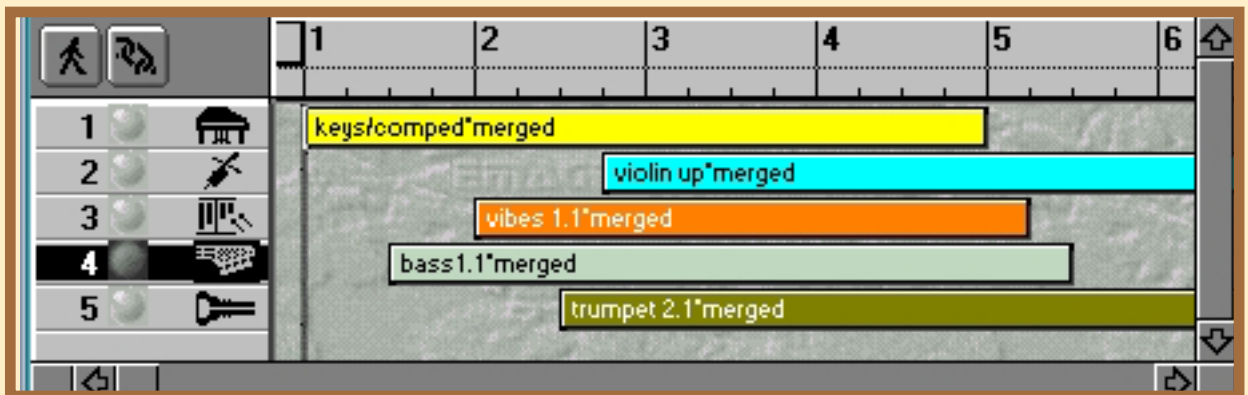 1 2 3 4 5 6
1 keys/comped*merged
2 violin up*merged
3 vibes 1.1*merged
4 bass1.1*merged
5 trumpet 2.1*merged